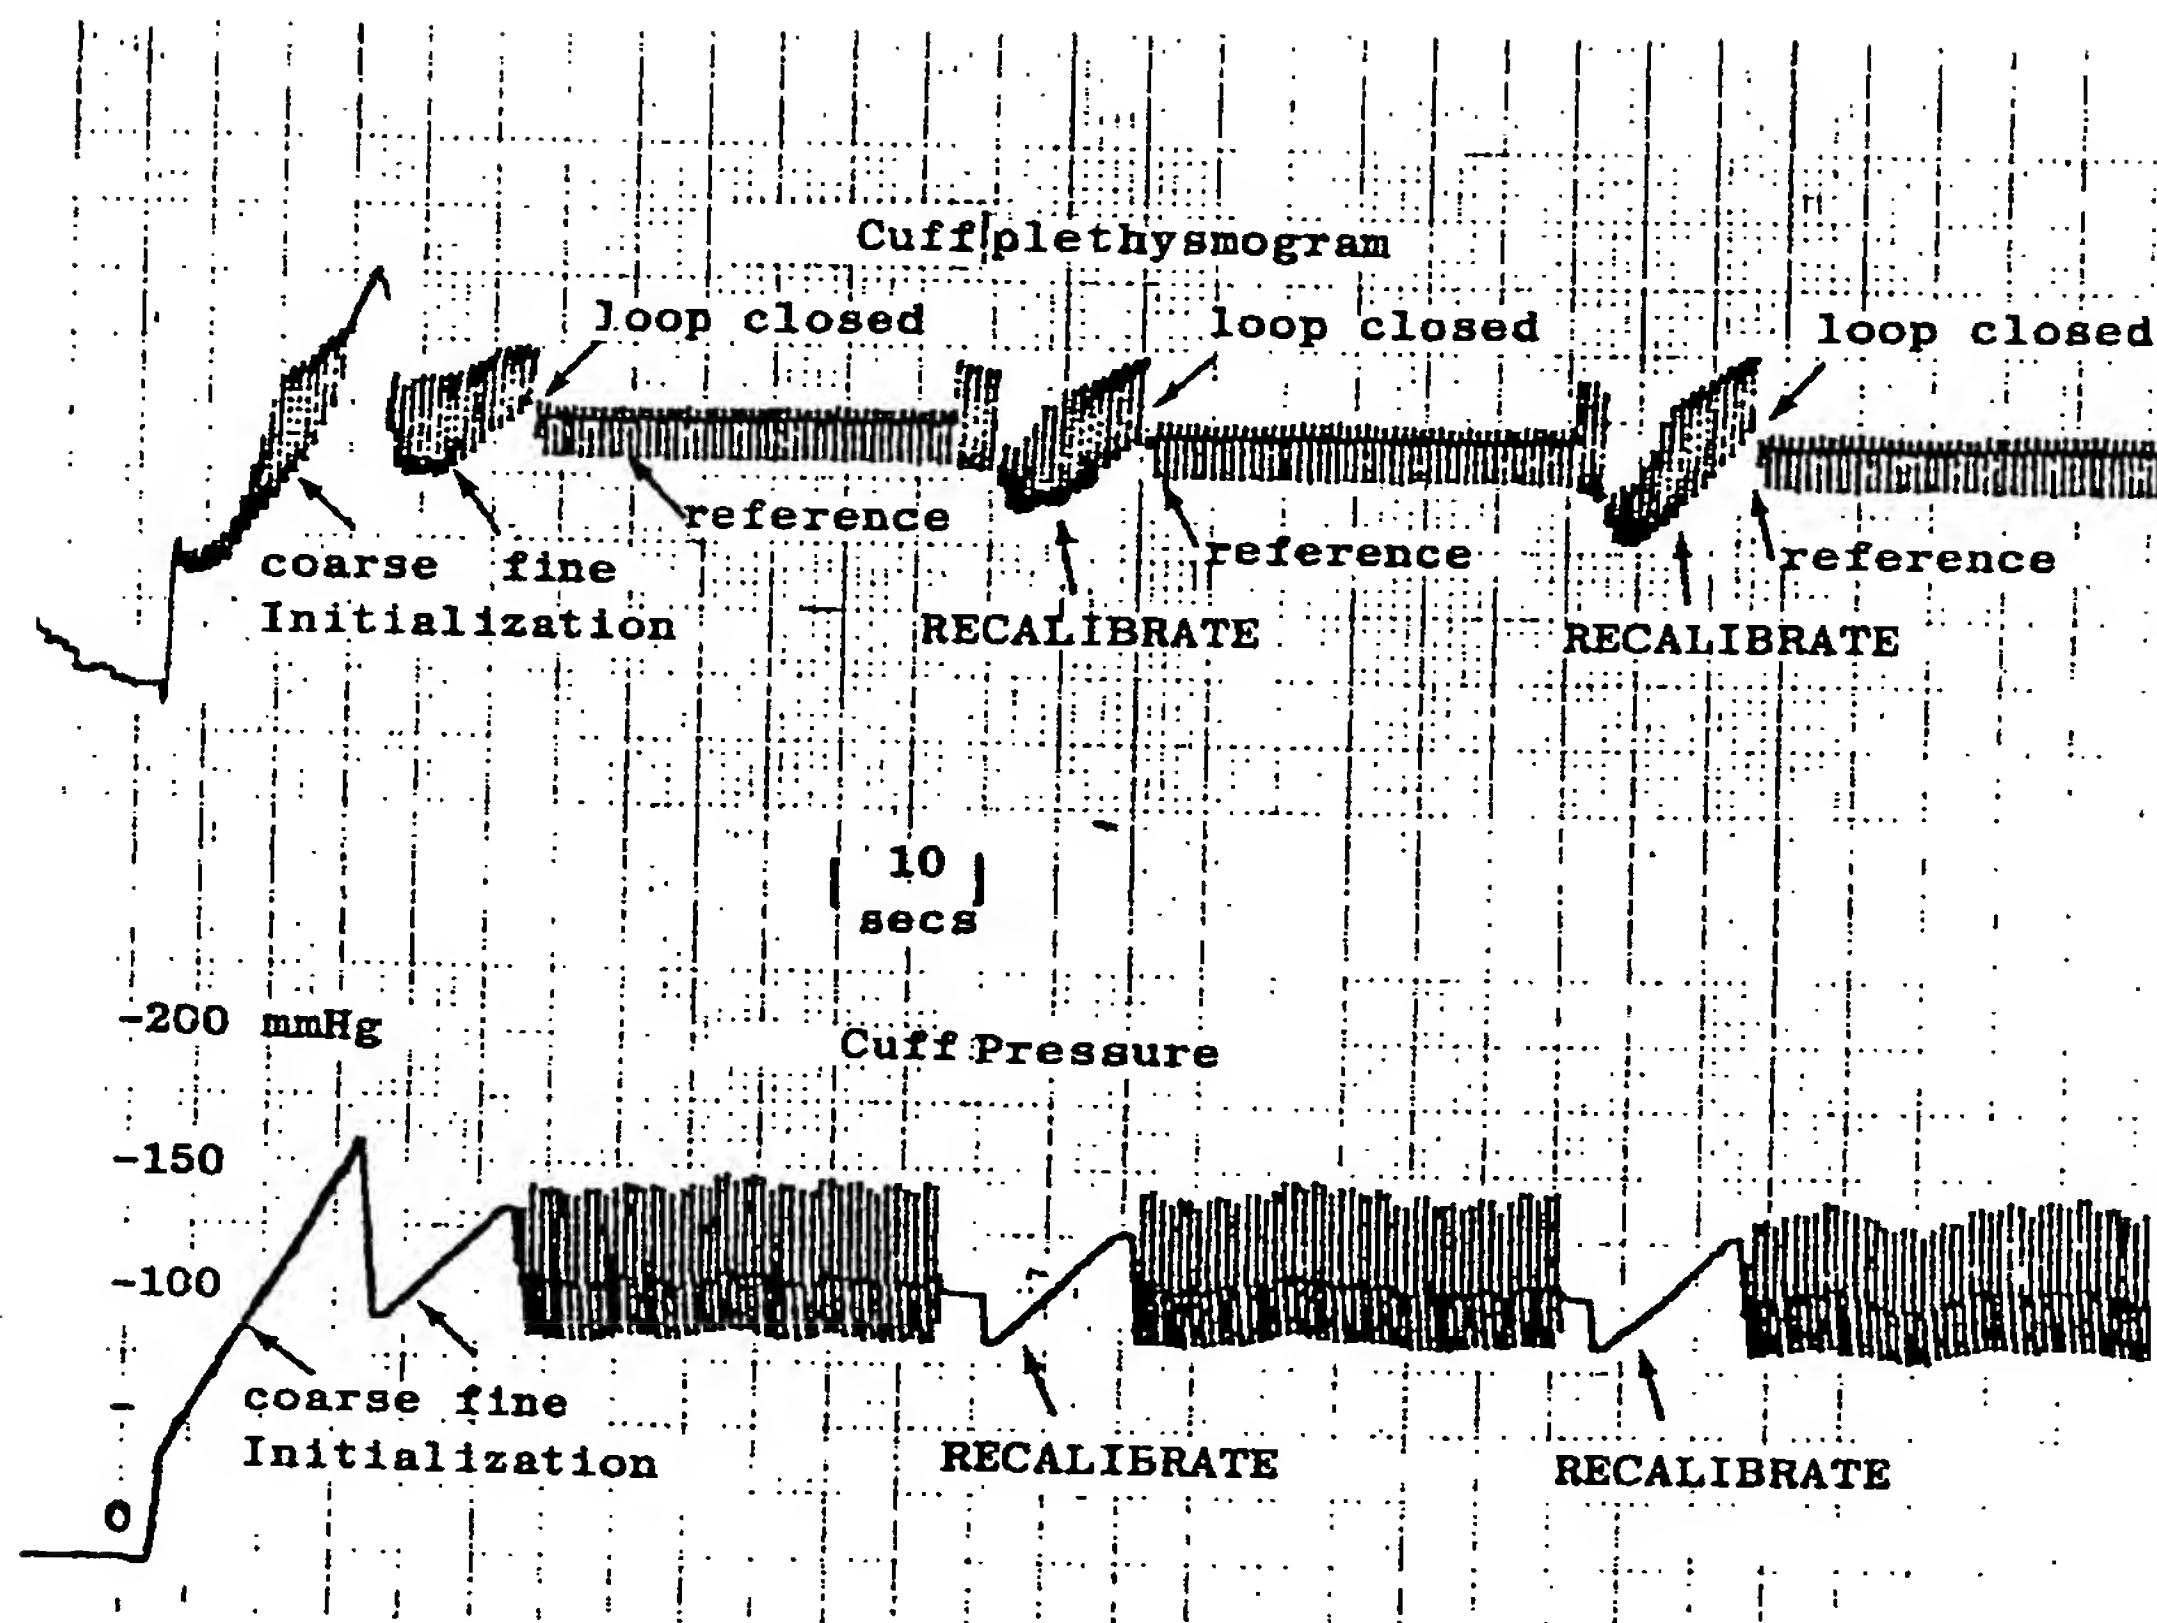 Cuff plethysmogram
loop closed
loop closed
loop closed
reference
reference
reference
coarse fine
Initialization
RECALIBRATE
RECALIBRATE
10
secs
-200 mmHg
Cuff Pressure
-150
-100
-
0
coarse fine
Initialization
RECALIBRATE
RECALIBRATE